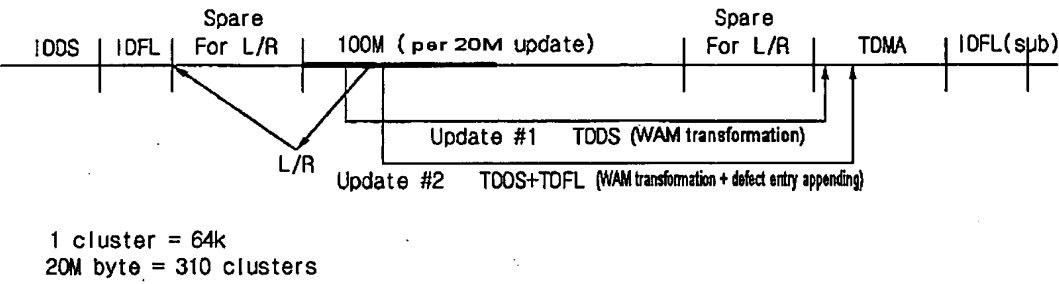 Spare Spare
IDDS IDFL For L/R 100M (per 20M update) For L/R TDMA IDFL(sub)
Update #1 TDDS (WAM transformation)
L/R
Update #2 TDDS+TDFL (WAM transformation + defect entry appending)
1 cluster = 64k
20M byte = 310 clusters